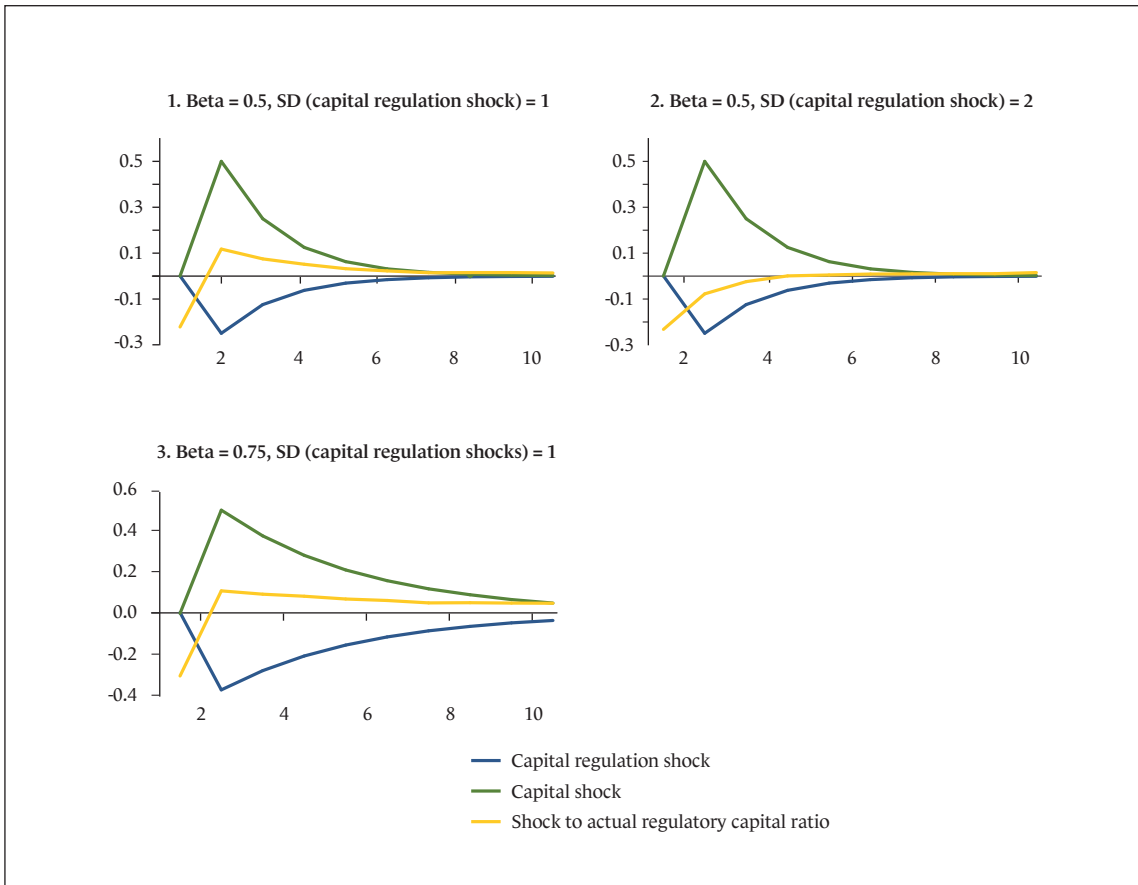 1. Beta = 0.5, SD (capital regulation shock) = 1
0.5
0.3
0.1
-0.1
-0.3
2 4 6 8 10
2. Beta = 0.5, SD (capital regulation shock) = 2
0.5
0.3
0.1
-0.1
-0.3
2 4 6 8 10
3. Beta = 0.75, SD (capital regulation shocks) = 1
0.6
0.4
0.2
0.0
-0.2
-0.4
2 4 6 8 10
Capital regulation shock
Capital shock
Shock to actual regulatory capital ratio